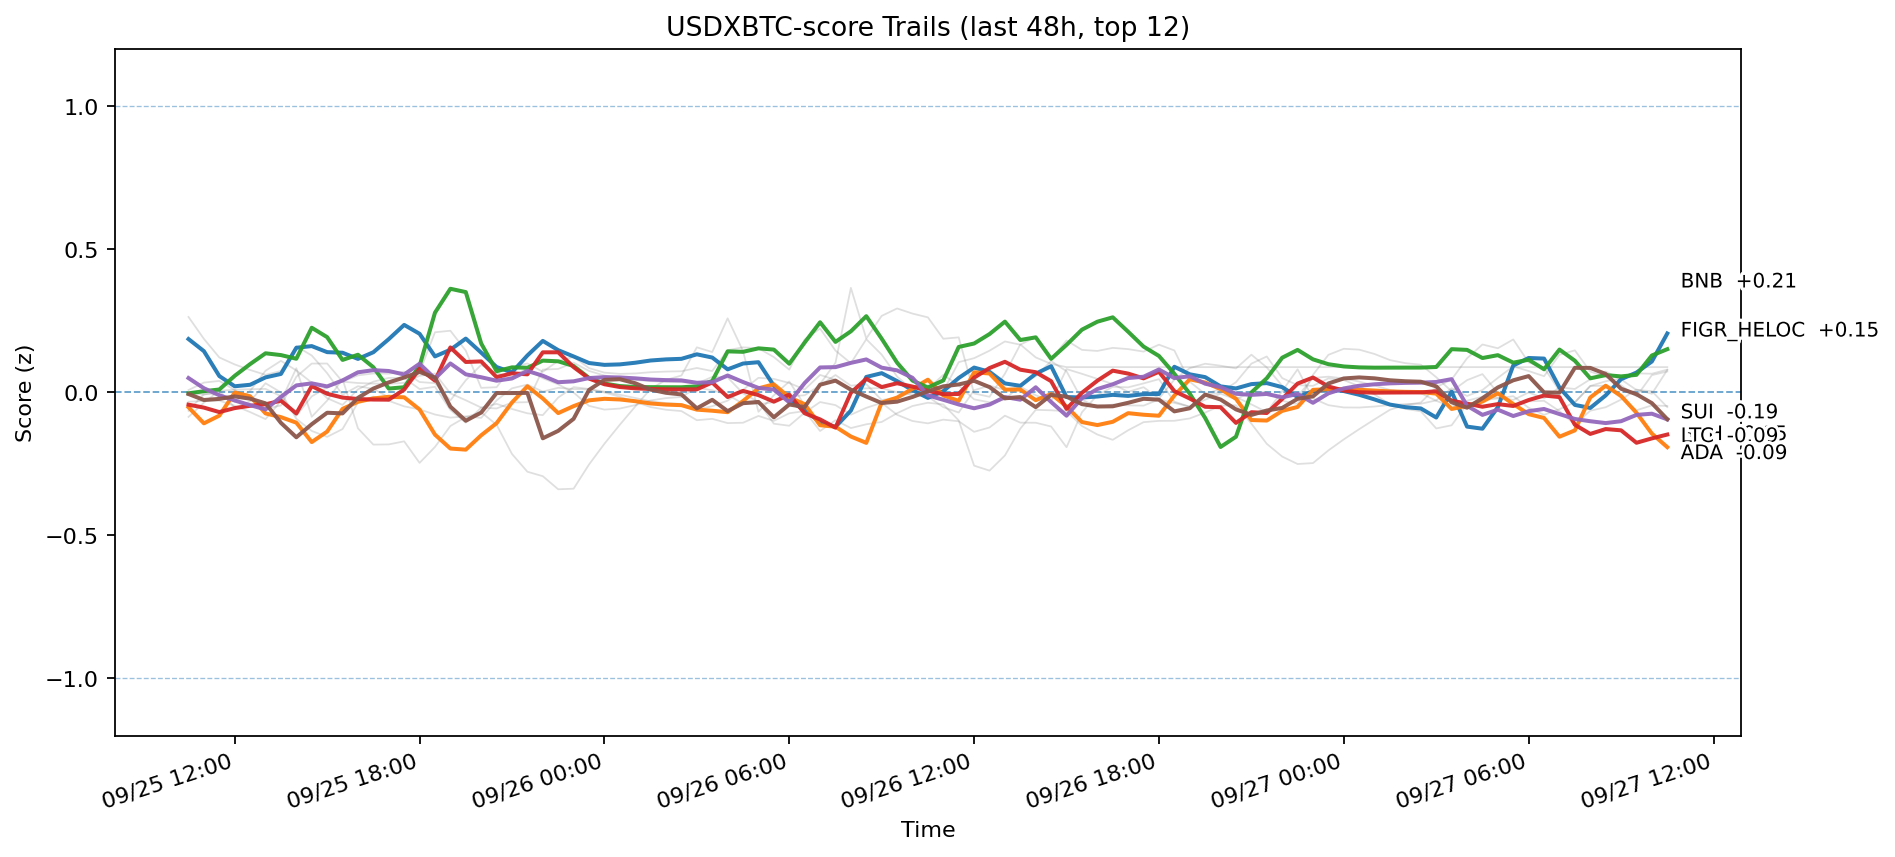 USDXBTC-score Trails (last 48h, top 12)
Score (z)
1.0
0.5
0.0
−0.5
−1.0
BNB +0.21
FIGR_HELOC +0.15
SUI -0.19
LTC -0.09
ADA -0.09
09/25 12:00
09/25 18:00
09/26 00:00
09/26 06:00
09/26 12:00
09/26 18:00
09/27 00:00
09/27 06:00
09/27 12:00
Time